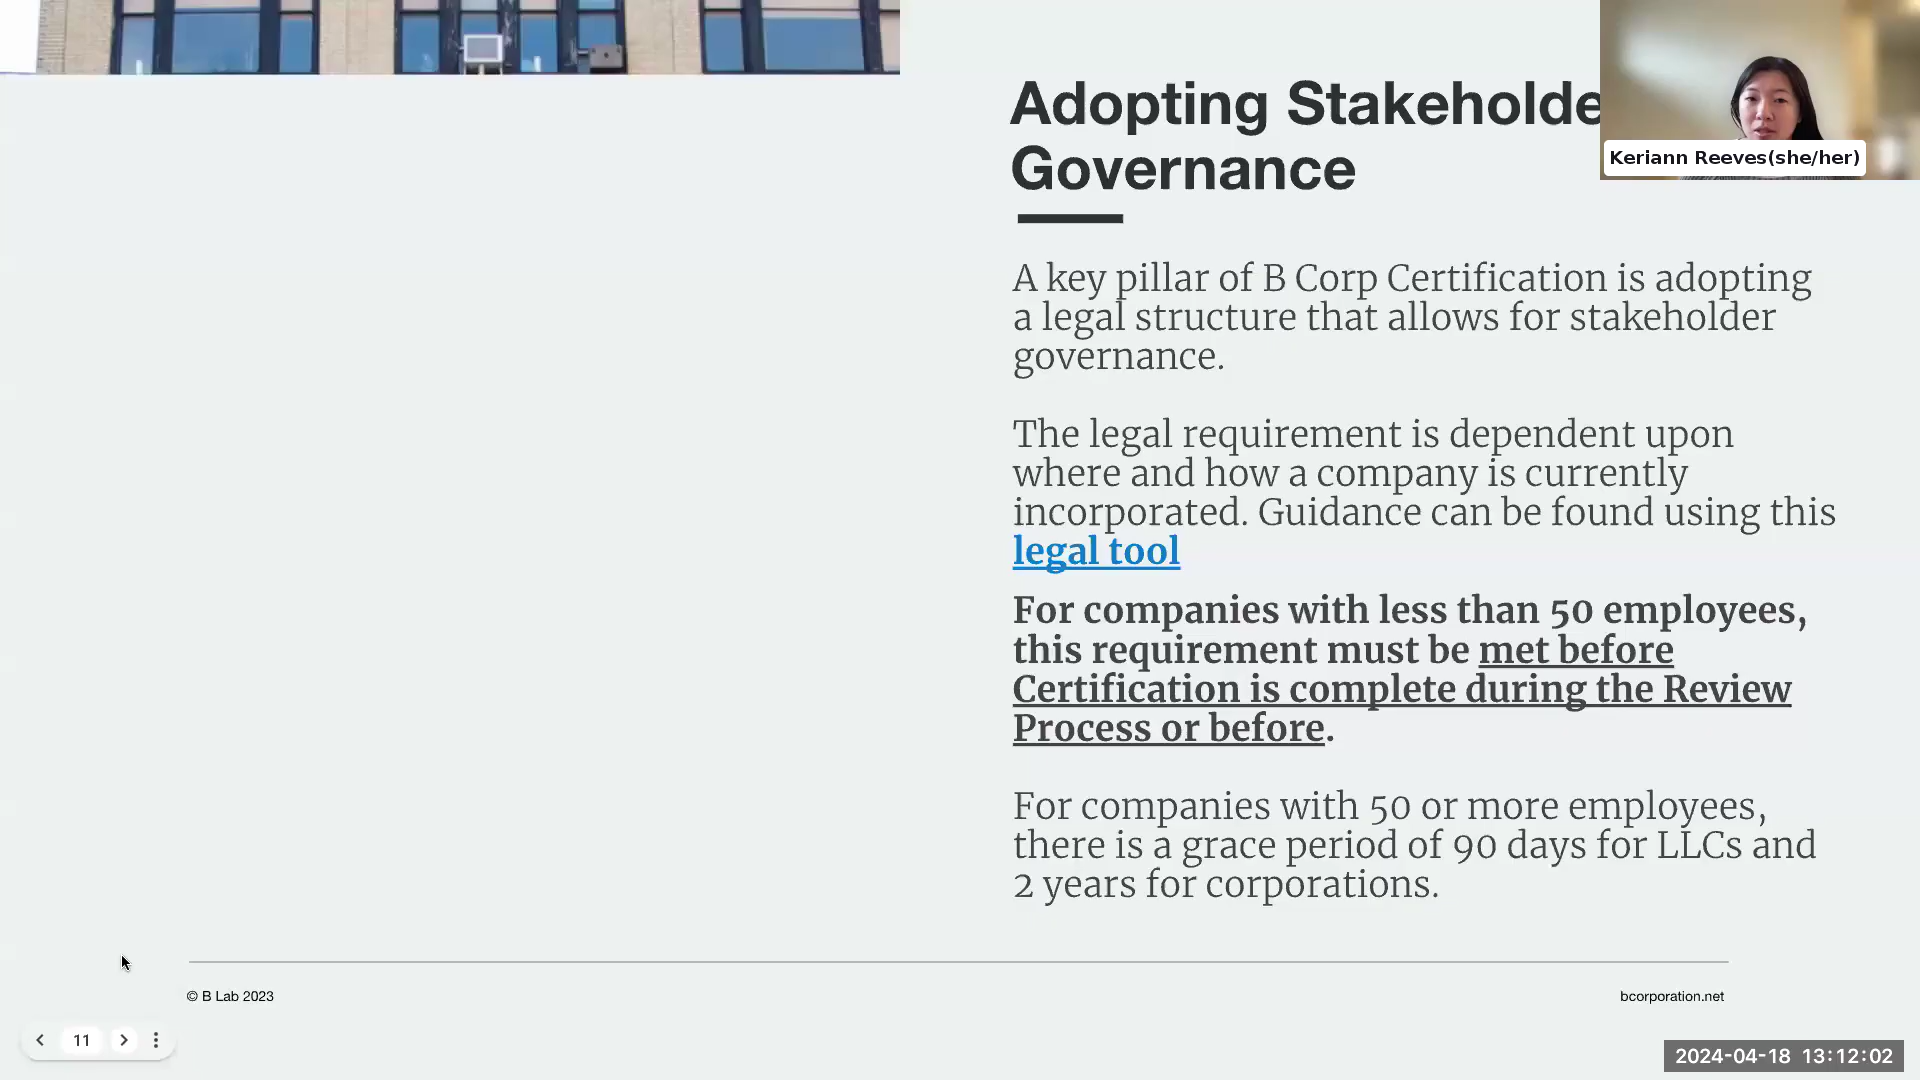 Adopting Stakeholde
Governance
Keriann Reeves(she/her)
A key pillar of B Corp Certification is adopting
a legal structure that allows for stakeholder
governance.
The legal requirement is dependent upon
where and how a company is currently
incorporated. Guidance can be found using this
legal tool
For companies with less than 50 employees,
this requirement must be met before
Certification is complete during the Review
Process or before.
For companies with 50 or more employees,
there is a grace period of 90 days for LLCs and
2 years for corporations.
© B Lab 2023
bcorporation.net
11
2024-04-18 13:12:02